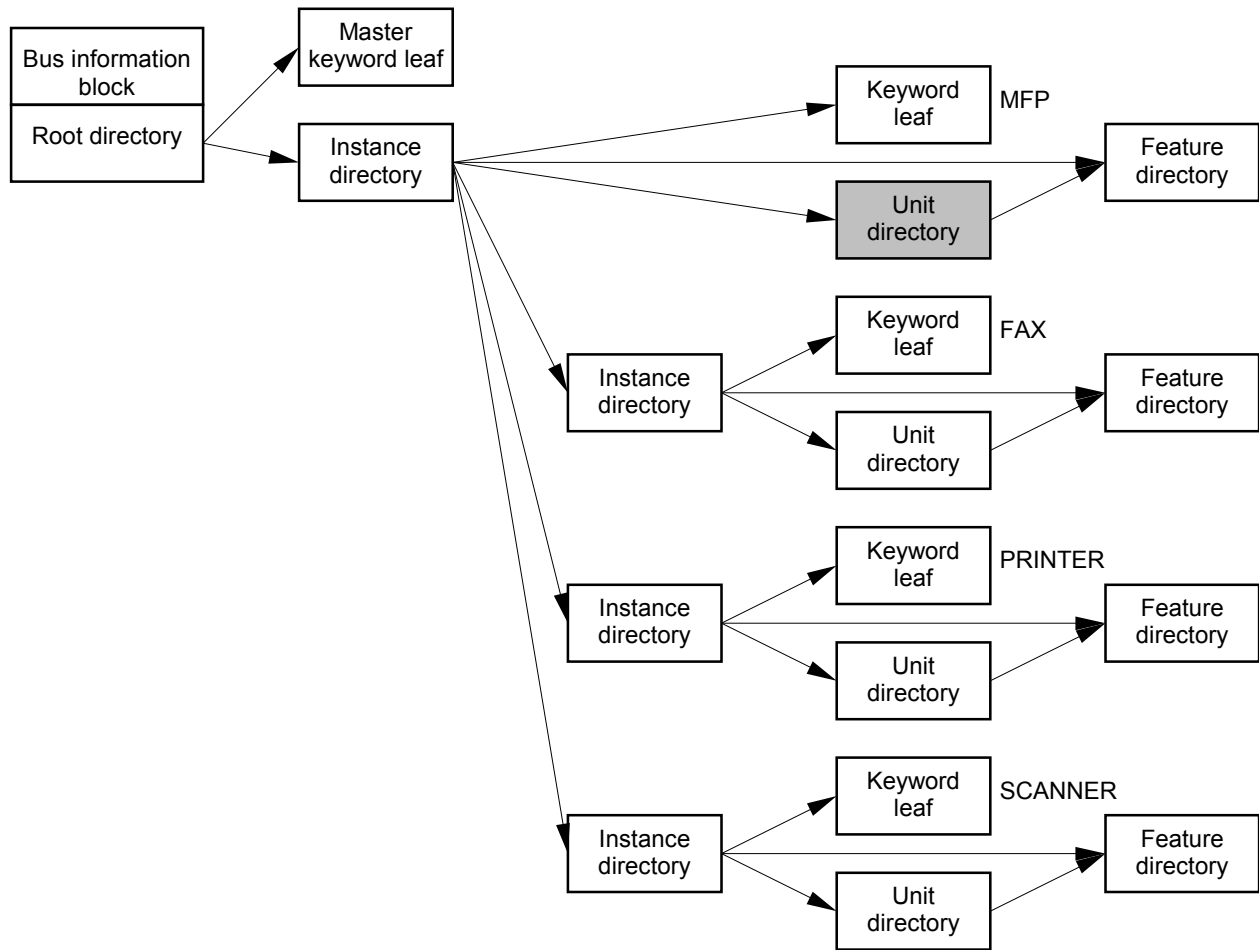 Bus information
block
Root directory
Master
keyword leaf
Instance
directory
Keyword
leaf
MFP
Unit
directory
Feature
directory
Instance
directory
Keyword
leaf
FAX
Unit
directory
Feature
directory
Instance
directory
Keyword
leaf
PRINTER
Unit
directory
Feature
directory
Instance
directory
Keyword
leaf
SCANNER
Unit
directory
Feature
directory